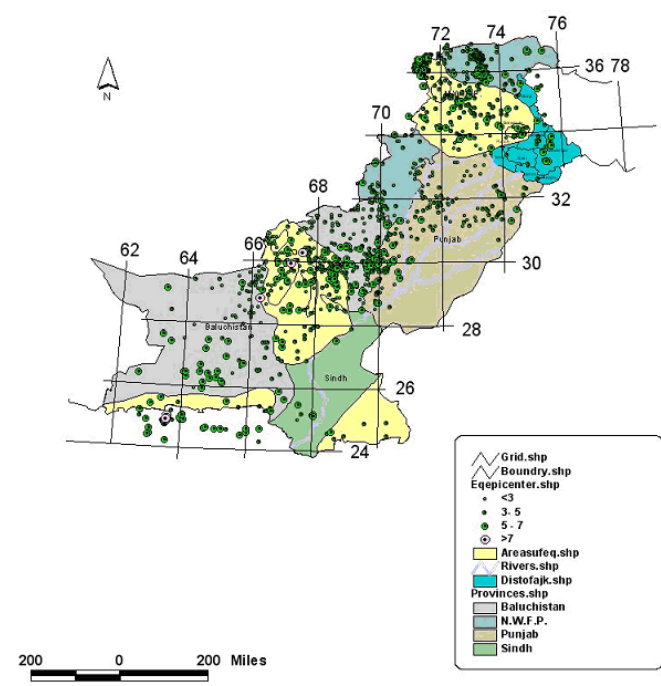 76
72
74
36 78
N
70
32
68
Punjab
66
30
62
64
Baluchistan
28
Sindh
26
24
Grid.shp
Boundry.shp
Eqepicenter.shp
<3
3- 5
5 - 7
>7
Areasufeq.shp
Rivers.shp
Distofajk.shp
Provinces.shp
Baluchistan
N.W.F.P.
Punjab
Sindh
200 0 200 Miles